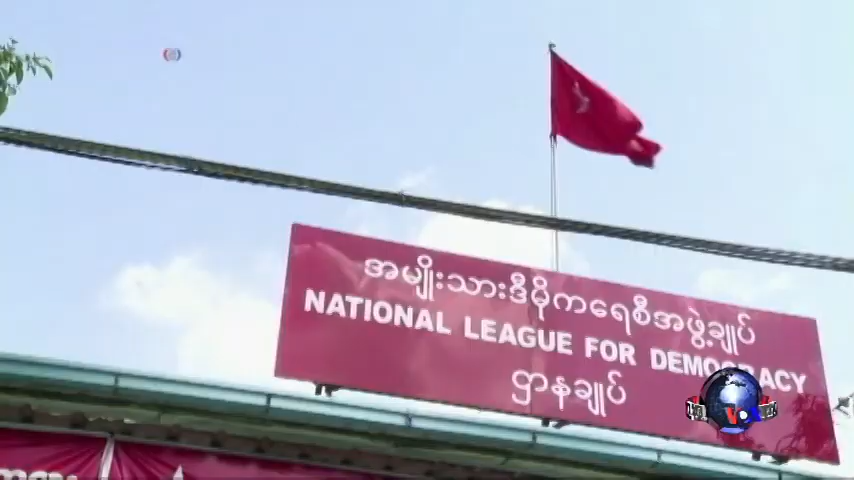 အမျိုးသားဒီမိုကရေစီအဖွဲ့ချုပ်
NATIONAL LEAGUE FOR DEMOCRACY
ဌာနချုပ်
VOA